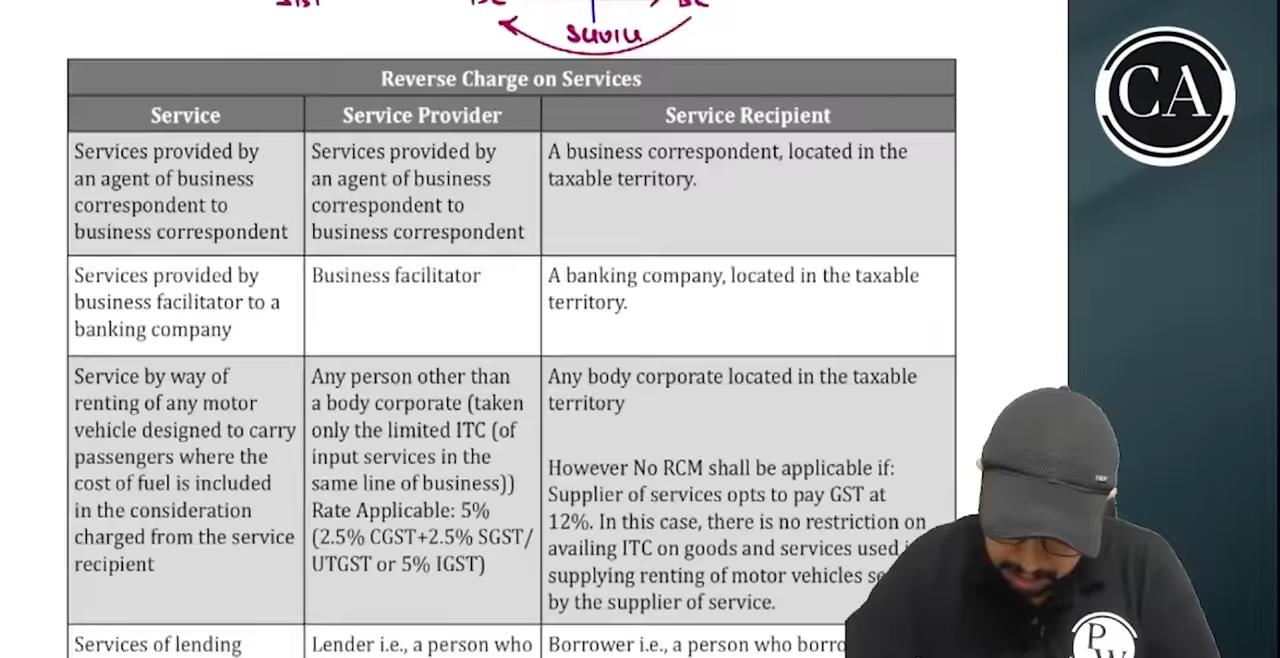 Reverse Charge on Services
Service
Service Provider
Service Recipient
Services provided by
an agent of business
correspondent to
business correspondent
Services provided by
an agent of business
correspondent to
business correspondent
A business correspondent, located in the
taxable territory.
Services provided by
business facilitator to a
banking company
Business facilitator
A banking company, located in the taxable
territory.
Service by way of
renting of any motor
vehicle designed to carry
passengers where the
cost of fuel is included
in the consideration
charged from the service
recipient
Any person other than
a body corporate (taken
only the limited ITC (of
input services in the
same line of business))
Rate Applicable: 5%
(2.5% CGST+2.5% SGST/
UTGST or 5% IGST)
Any body corporate located in the taxable
territory
However No RCM shall be applicable if:
Supplier of services opts to pay GST at
12%. In this case, there is no restriction on
availing ITC on goods and services used
supplying renting of motor vehicles
by the supplier of service.
Services of lending
Lender i.e., a person who
Borrower i.e., a person who
CA
PW